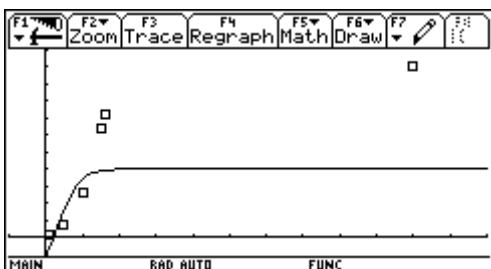 F1 F2 Zoom F3 Trace F4 Regraph F5 Math F6 Draw F7
MAIN RAD AUTO FUNC